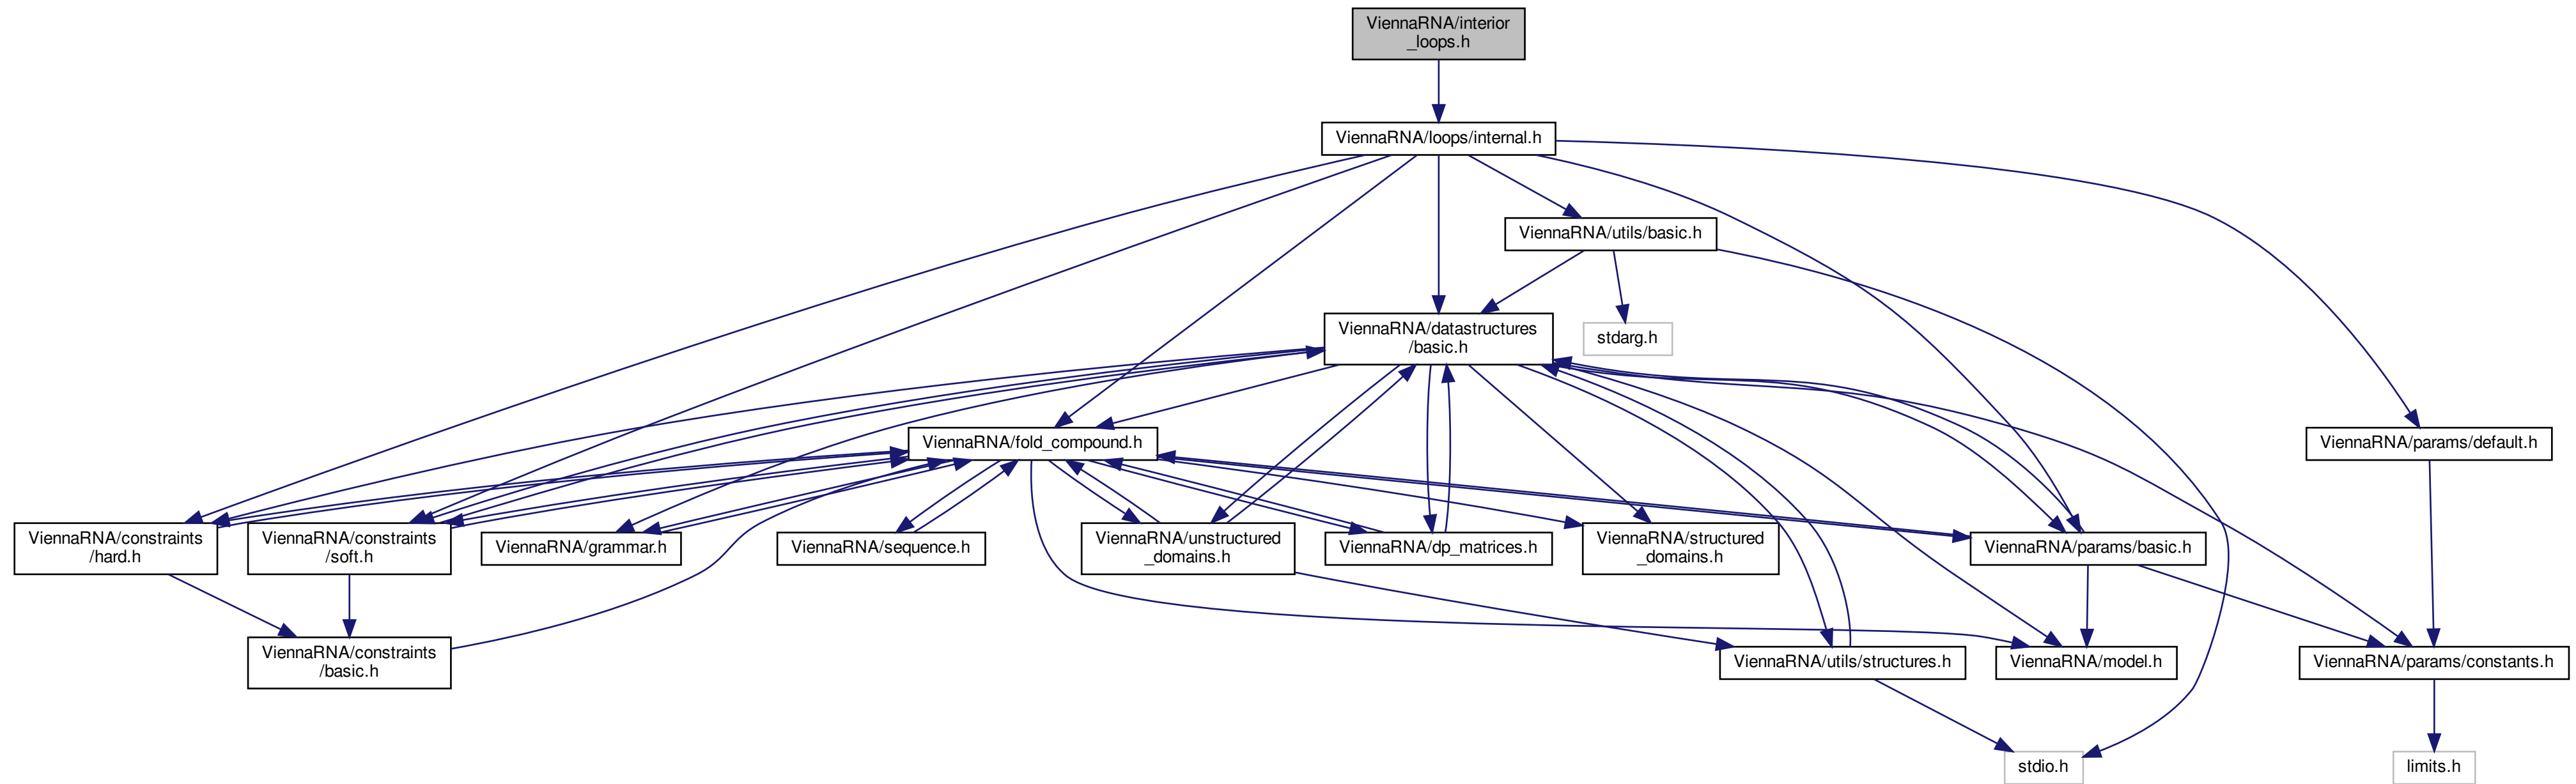 ViennaRNA/interior
_loops.h
ViennaRNA/loops/internal.h
ViennaRNA/utils/basic.h
ViennaRNA/datastructures
/basic.h
stdarg.h
ViennaRNA/fold_compound.h
ViennaRNA/params/default.h
ViennaRNA/constraints
/hard.h
ViennaRNA/constraints
/soft.h
ViennaRNA/grammar.h
ViennaRNA/sequence.h
ViennaRNA/unstructured
_domains.h
ViennaRNA/dp_matrices.h
ViennaRNA/structured
_domains.h
ViennaRNA/params/basic.h
ViennaRNA/constraints
/basic.h
ViennaRNA/utils/structures.h
ViennaRNA/model.h
ViennaRNA/params/constants.h
stdio.h
limits.h